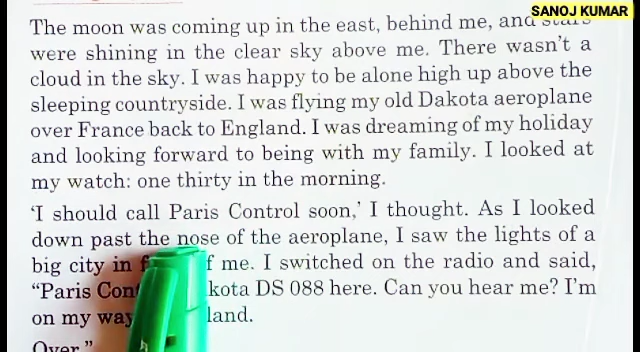 SANOJ KUMAR
The moon was coming up in the east, behind me, and stars
were shining in the clear sky above me. There wasn't a
cloud in the sky. I was happy to be alone high up above the
sleeping countryside. I was flying my old Dakota aeroplane
over France back to England. I was dreaming of my holiday
and looking forward to being with my family. I looked at
my watch: one thirty in the morning.
'I should call Paris Control soon,' I thought. As I looked
down past the nose of the aeroplane, I saw the lights of a
big city in me. I switched on the radio and said,
"Paris DS 088 here. Can you hear me? I'm
on my
Over."